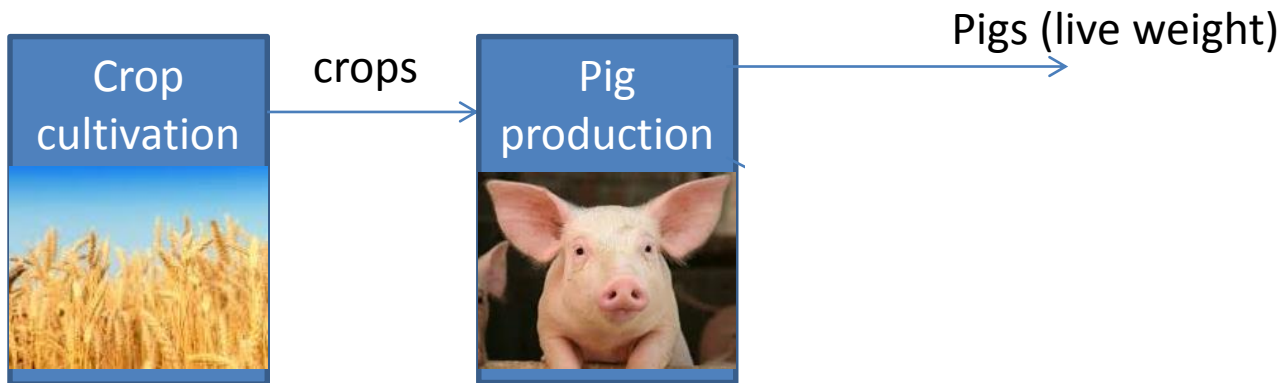 Pigs (live weight)
Crop
cultivation
crops
Pig
production